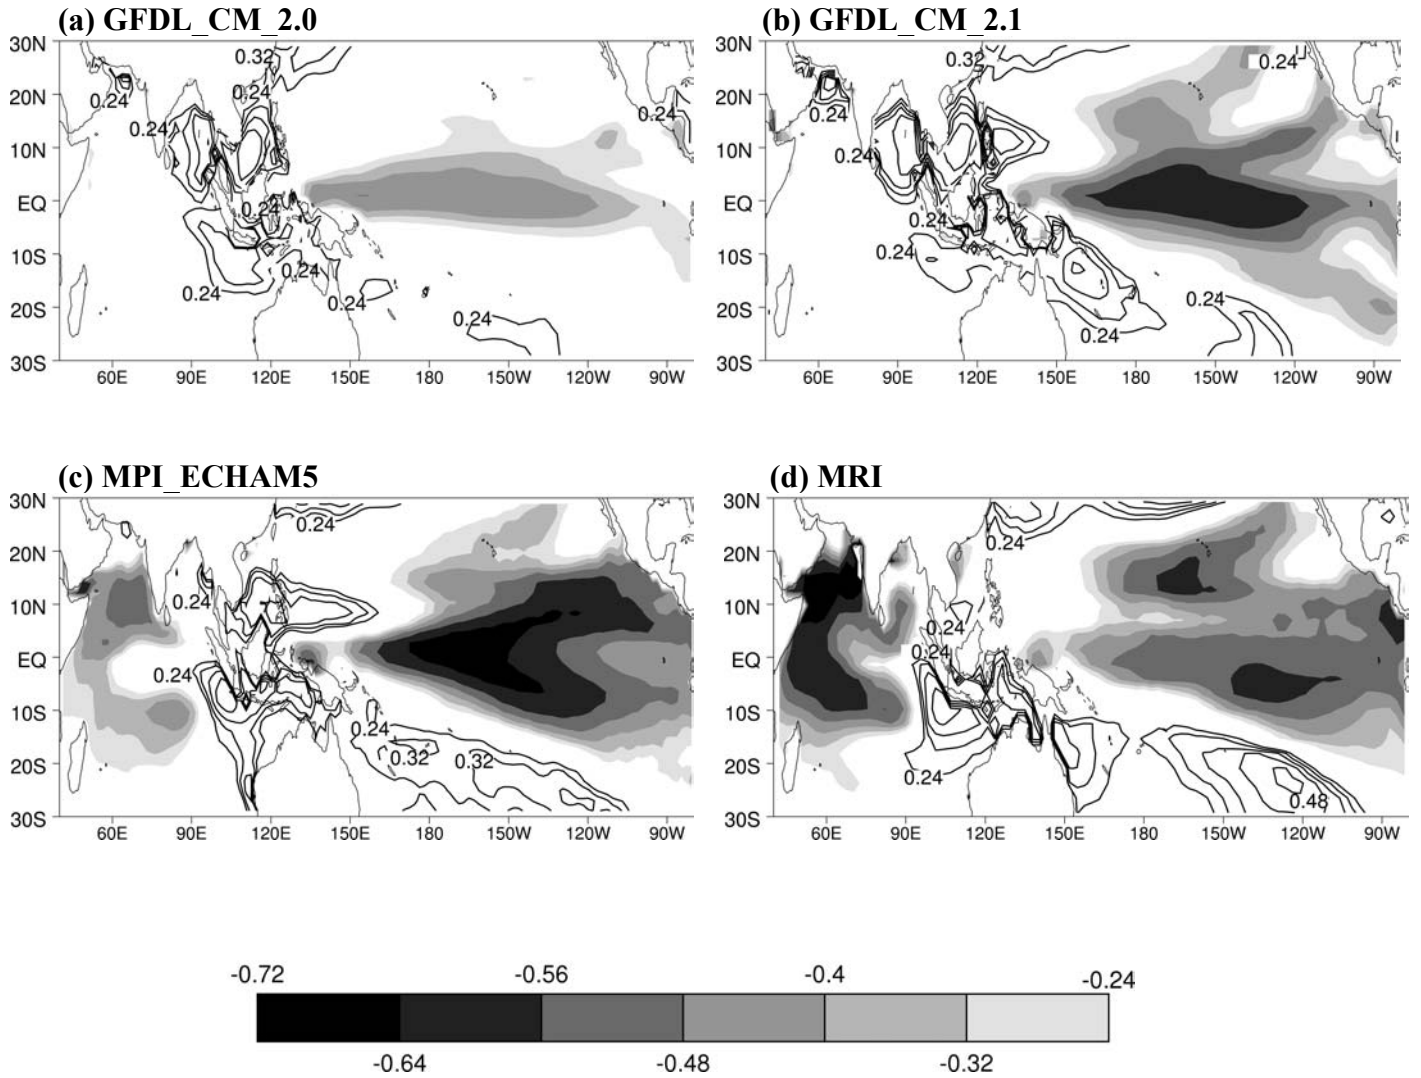 (a) GFDL_CM_2.0
30N
20N
10N
EQ
10S
20S
30S
0.32
0.24
0.24
0.24
0.24
0.24
0.24
0.24
0.24
0.24
0.24
60E 90E 120E 150E 180 150W 120W 90W
(b) GFDL_CM_2.1
30N
20N
10N
EQ
10S
20S
30S
0.32
0.24
0.24
0.24
0.24
0.24
0.24
0.24
0.24
60E 90E 120E 150E 180 150W 120W 90W
(c) MPI_ECHAM5
30N
20N
10N
EQ
10S
20S
30S
0.24
0.24
0.24
0.24
0.32
0.32
60E 90E 120E 150E 180 150W 120W 90W
(d) MRI
30N
20N
10N
EQ
10S
20S
30S
0.24
0.24
0.24
0.24
0.48
60E 90E 120E 150E 180 150W 120W 90W
-0.72 -0.56 -0.4 -0.24
-0.64 -0.48 -0.32